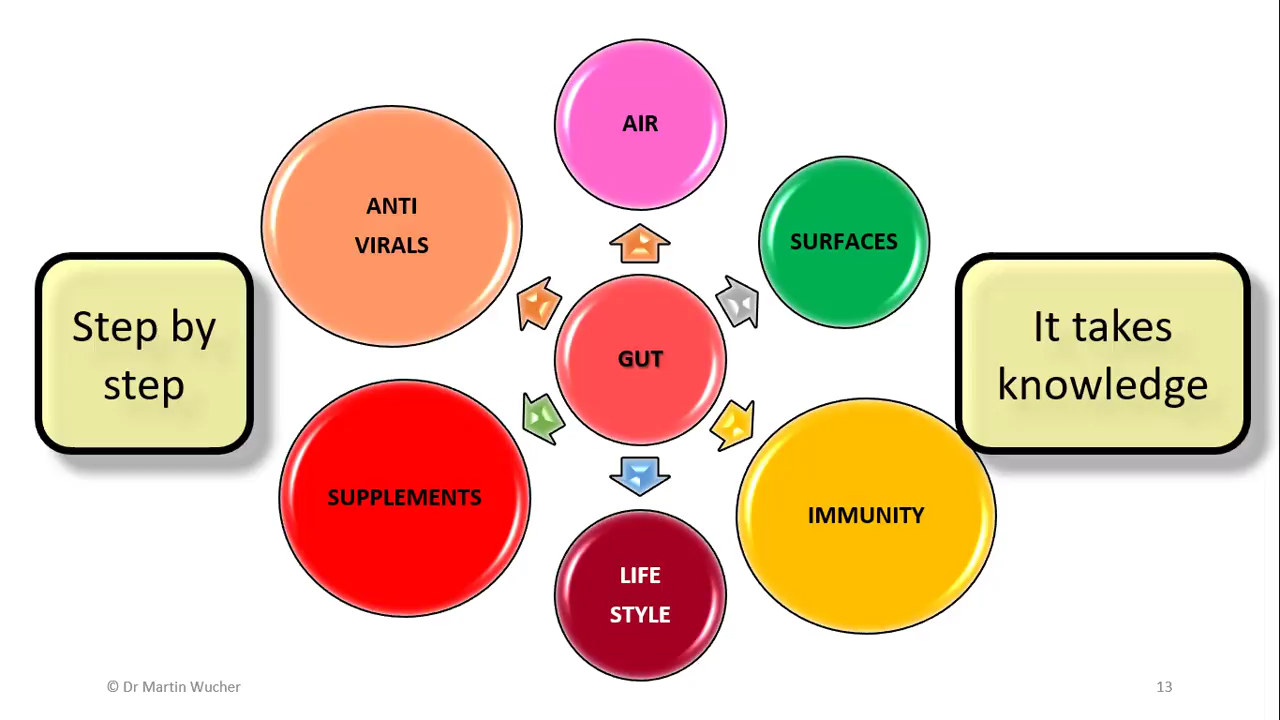 AIR
ANTI
VIRALS
SURFACES
Step by
step
GUT
It takes
knowledge
SUPPLEMENTS
IMMUNITY
LIFE
STYLE
© Dr Martin Wucher
13